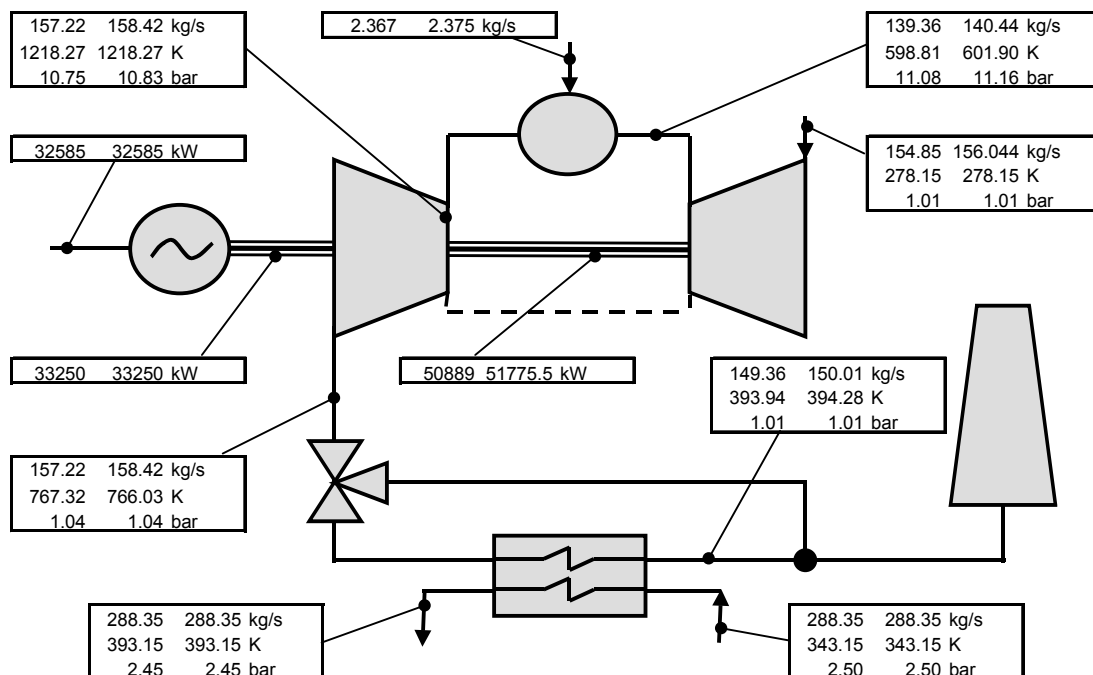 157.22 158.42 kg/s
1218.27 1218.27 K
10.75 10.83 bar
2.367 2.375 kg/s
139.36 140.44 kg/s
598.81 601.90 K
11.08 11.16 bar
32585 32585 kW
154.85 156.044 kg/s
278.15 278.15 K
1.01 1.01 bar
33250 33250 kW
50889 51775.5 kW
149.36 150.01 kg/s
393.94 394.28 K
1.01 1.01 bar
157.22 158.42 kg/s
767.32 766.03 K
1.04 1.04 bar
288.35 288.35 kg/s
393.15 393.15 K
2.45 2.45 bar
288.35 288.35 kg/s
343.15 343.15 K
2.50 2.50 bar